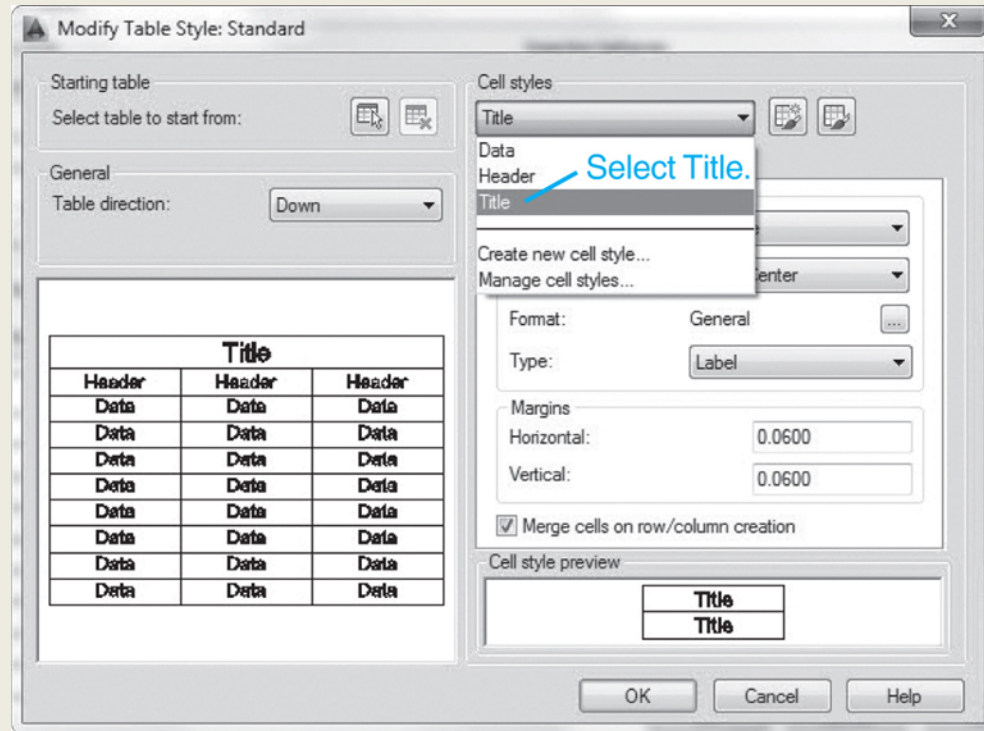 Modify Table Style: Standard
Starting table
Select table to start from:
General
Table direction:
Down
Title
Header Header Header
Data Data Data
Data Data Data
Data Data Data
Data Data Data
Data Data Data
Data Data Data
Data Data Data
Data Data Data
Cell styles
Title
Data
Header
Title
Select Title.
Create new cell style...
Manage cell styles...
Center
Format: General ...
Type: Label
Margins
Horizontal: 0.0600
Vertical: 0.0600
Merge cells on row/column creation
Cell style preview
Title
Title
OK Cancel Help